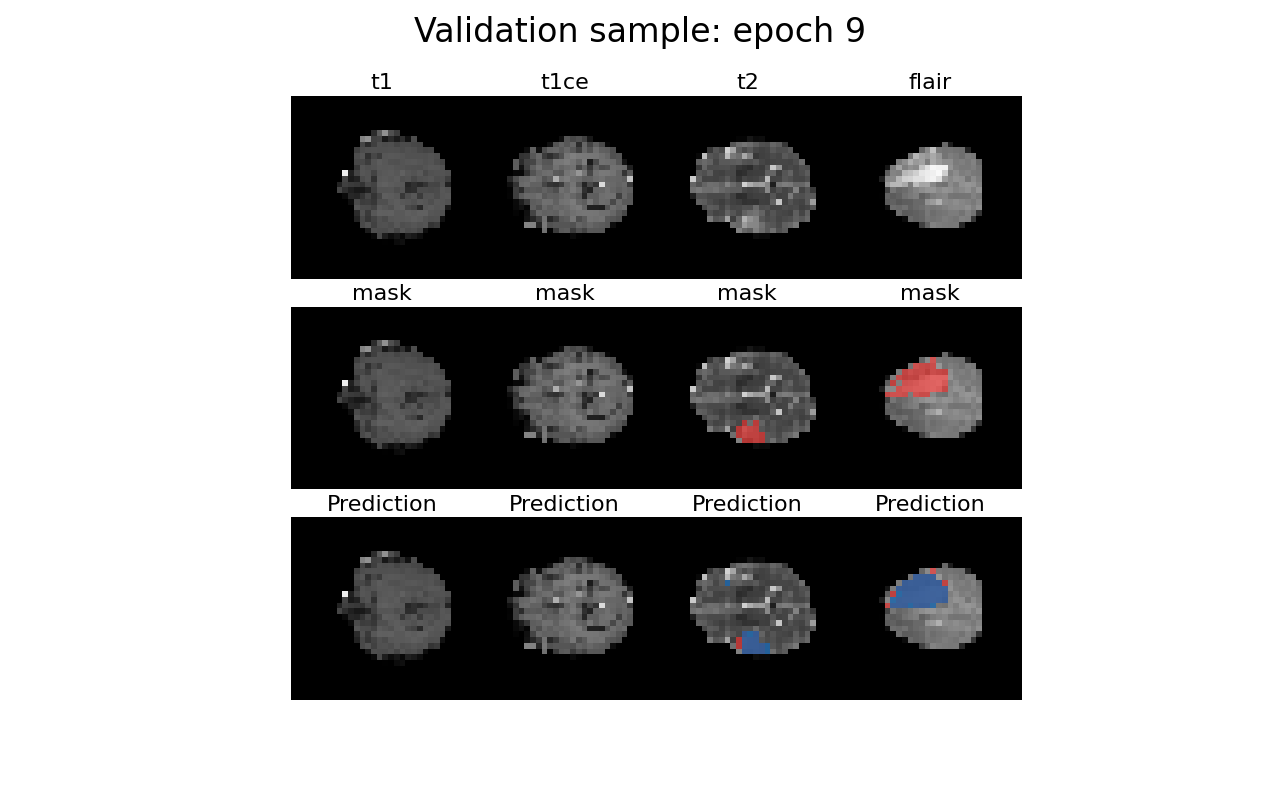 Validation sample: epoch 9
t1 t1ce t2 flair
mask mask mask mask
Prediction Prediction Prediction Prediction